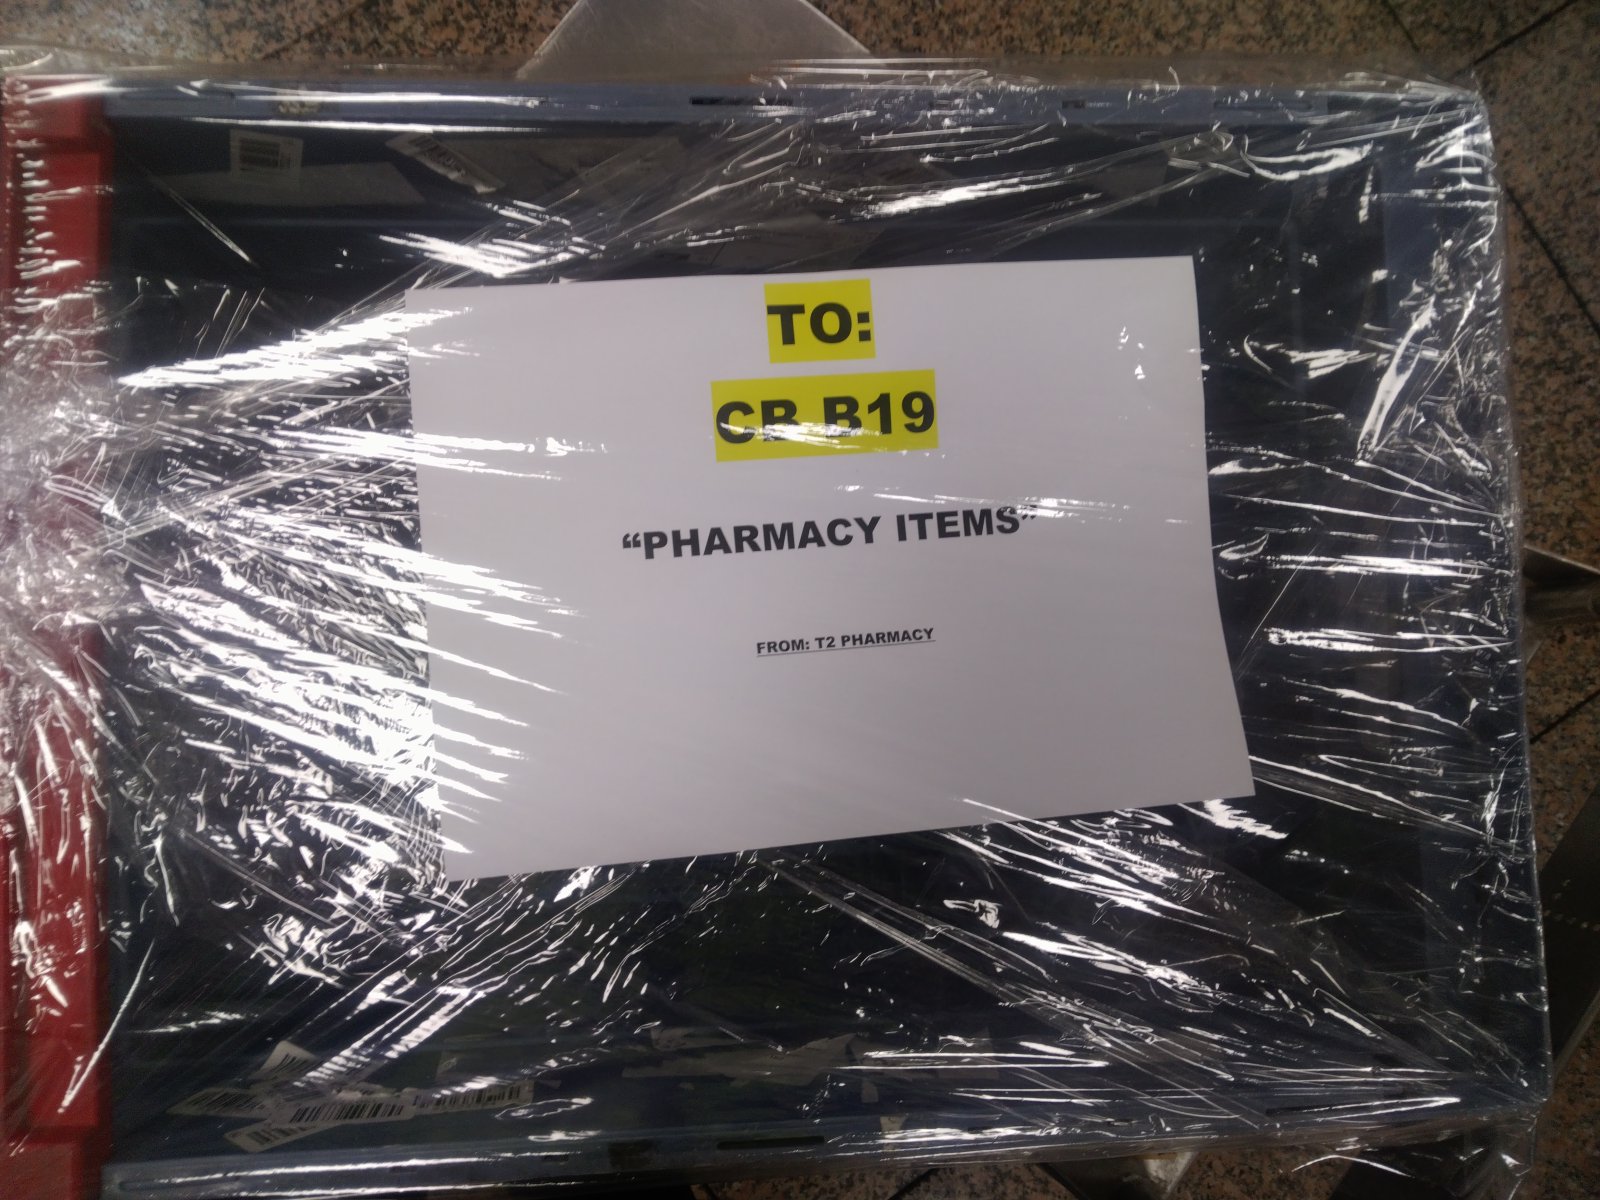 TO:
CB B19
“PHARMACY ITEMS”
FROM: T2 PHARMACY